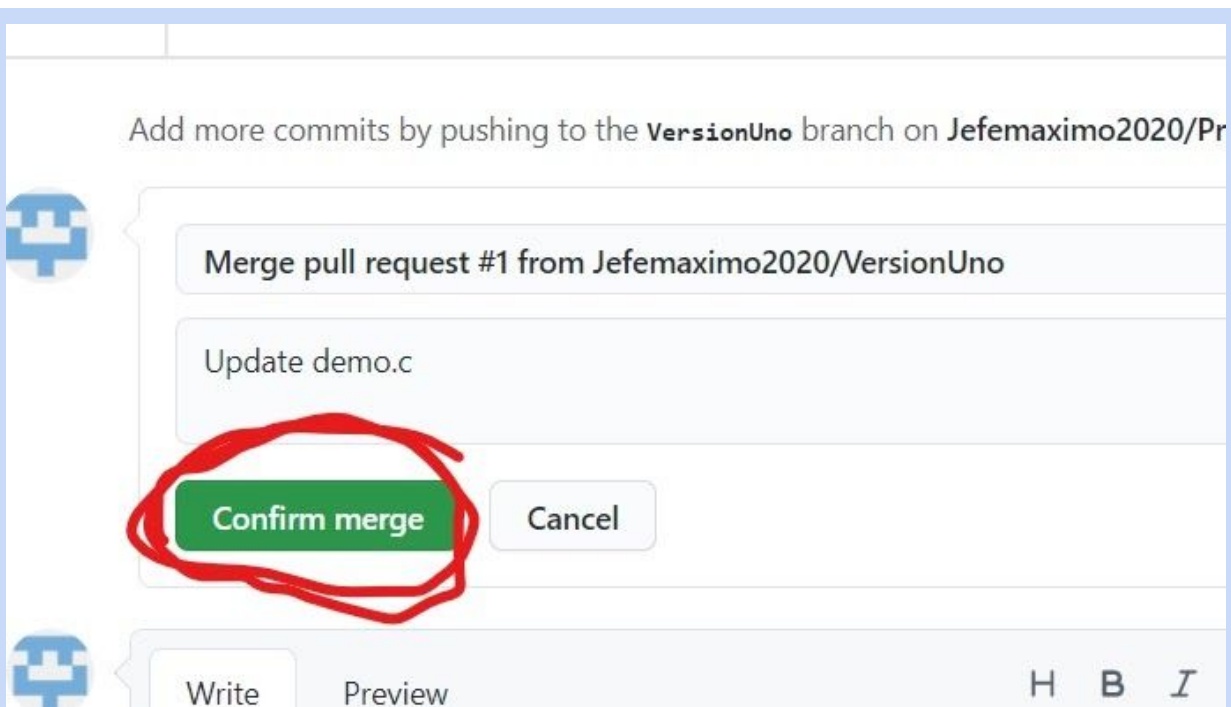 Add more commits by pushing to the VersionUno branch on Jefemaximo2020/Pr
Merge pull request #1 from Jefemaximo2020/VersionUno
Update demo.c
Confirm merge Cancel
Write Preview H B I